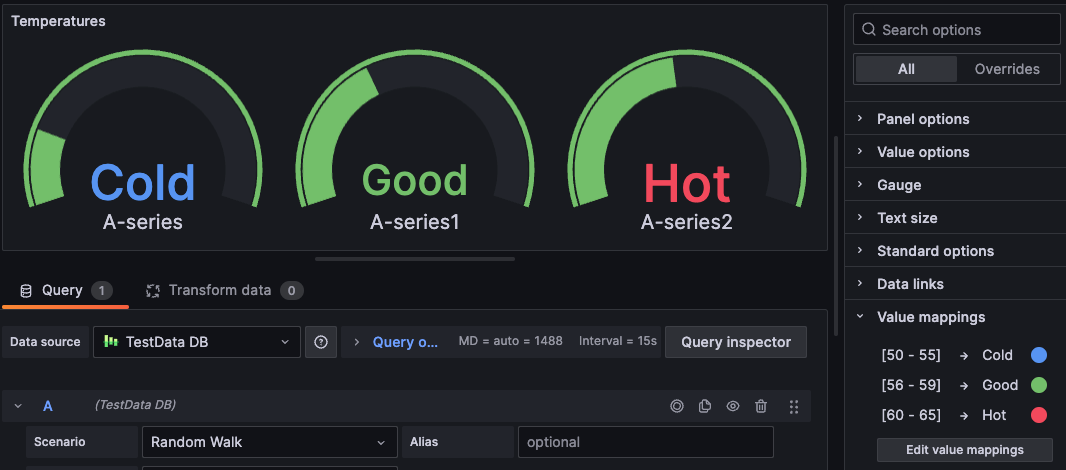 Temperatures
Cold
A-series
Good
A-series1
Hot
A-series2
Query 1
Transform data 0
Data source
TestData DB
Query o...
MD = auto = 1488
Interval = 15s
Query inspector
A
(TestData DB)
Scenario
Random Walk
Alias
optional
Search options
All
Overrides
Panel options
Value options
Gauge
Text size
Standard options
Data links
Value mappings
[50 - 55] → Cold
[56 - 59] → Good
[60 - 65] → Hot
Edit value mappings